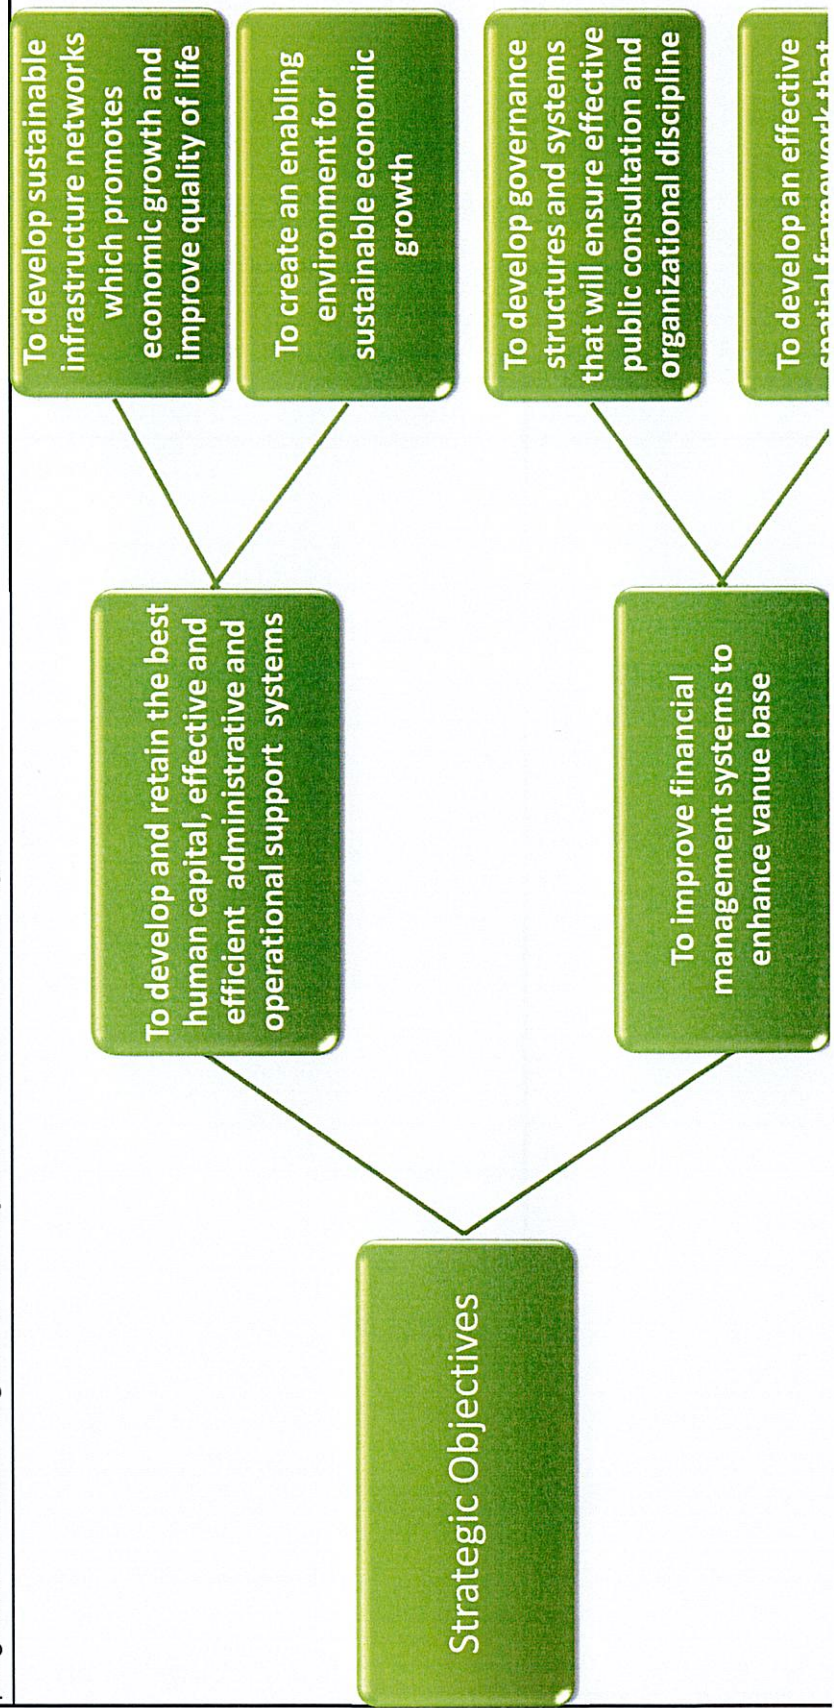 Strategic Objectives
To develop and retain the best
human capital, effective and
efficient administrative and
operational support systems
To develop sustainable
infrastructure networks
which promotes
economic growth and
improve quality of life
To create an enabling
environment for
sustainable economic
growth
To improve financial
management systems to
enhance vanue base
To develop governance
structures and systems
that will ensure effective
public consultation and
organizational discipline
To develop an effective
spatial framework that